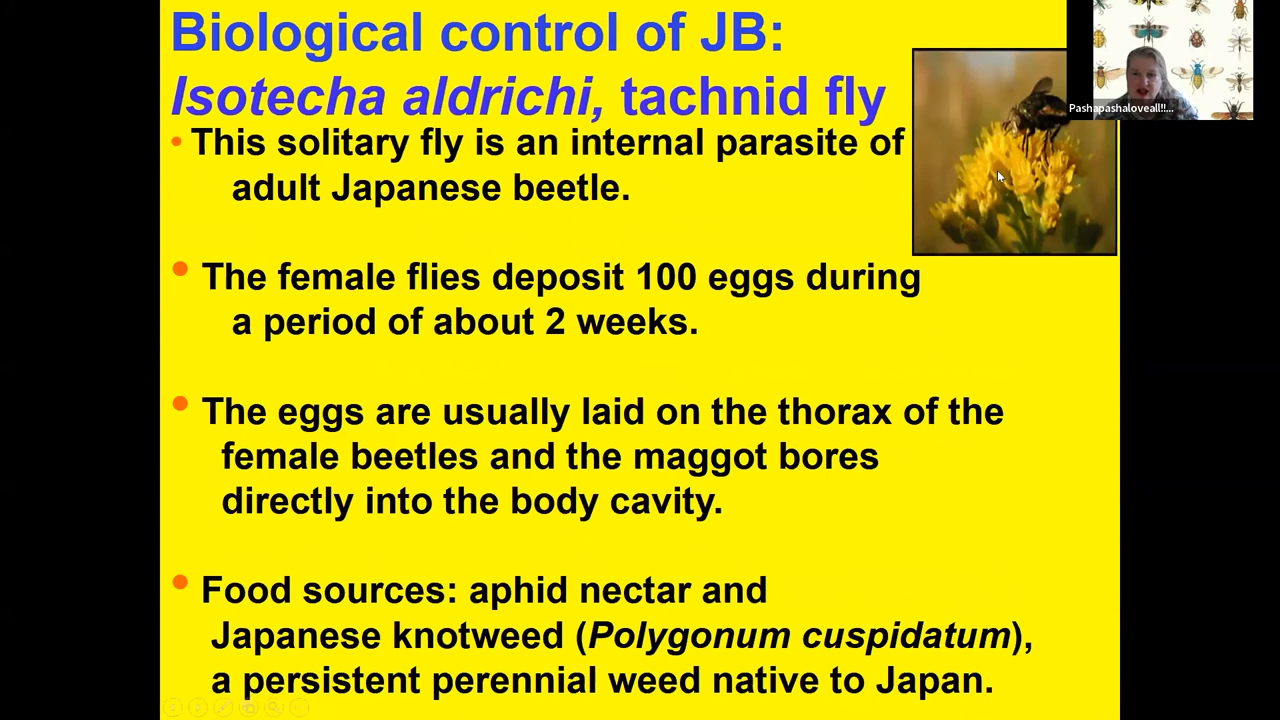 Biological control of JB:
Isotecha aldrichi, tachnid fly
• This solitary fly is an internal parasite of
adult Japanese beetle.
• The female flies deposit 100 eggs during
a period of about 2 weeks.
• The eggs are usually laid on the thorax of the
female beetles and the maggot bores
directly into the body cavity.
• Food sources: aphid nectar and
Japanese knotweed (Polygonum cuspidatum),
a persistent perennial weed native to Japan.
Pashapashaloveall!!...